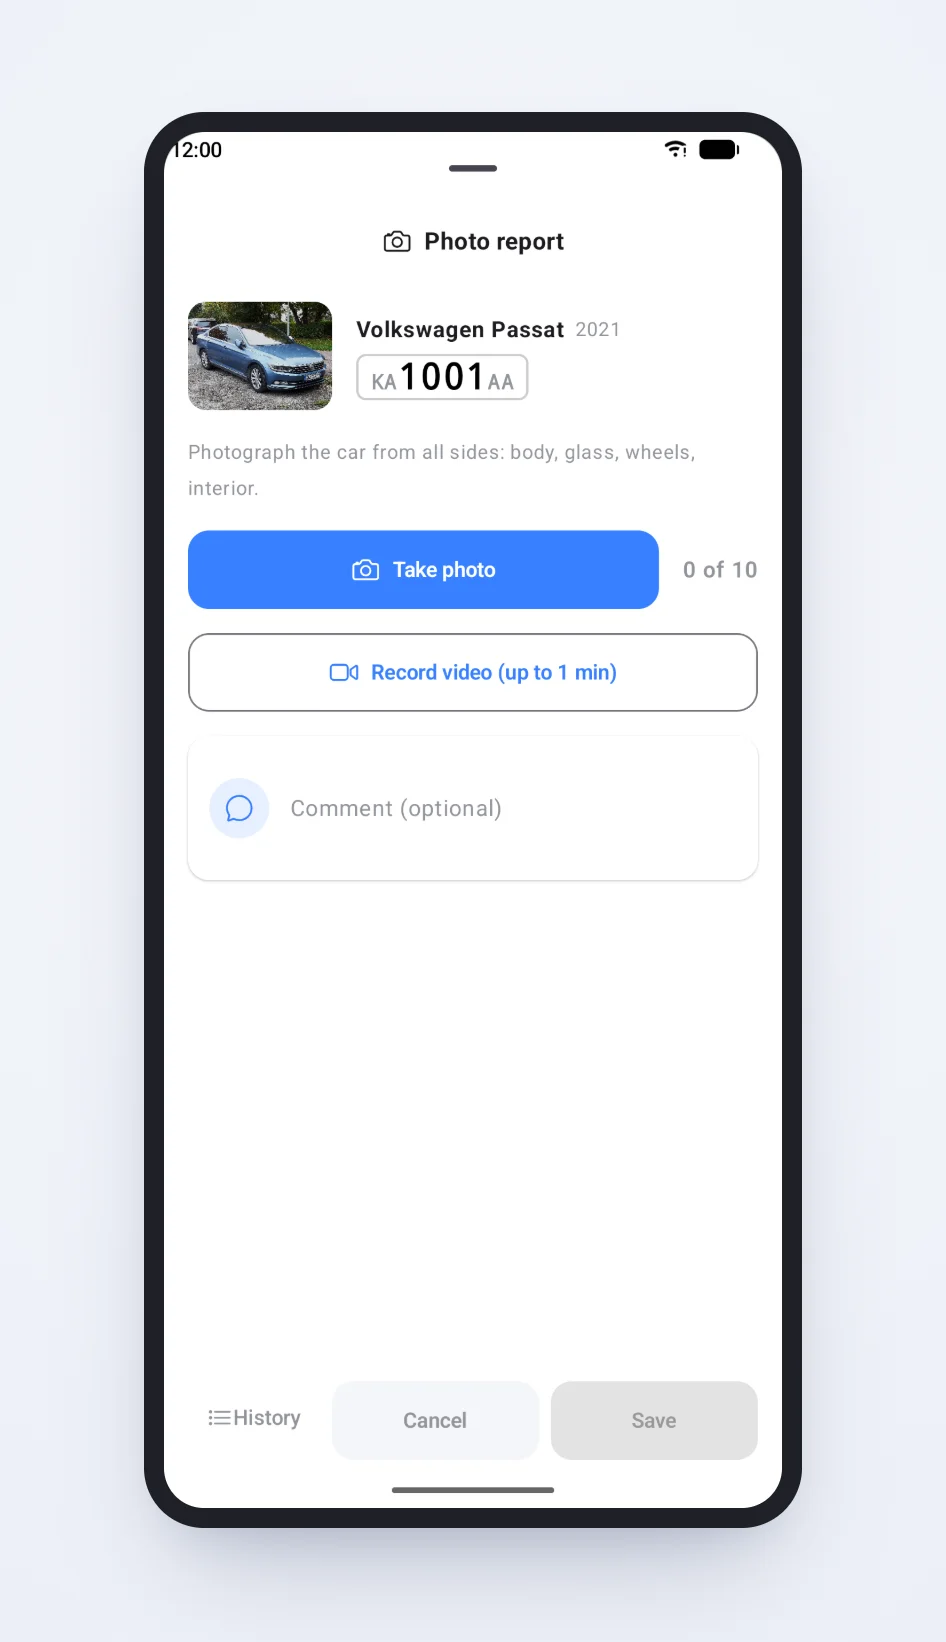 12:00
Photo report
Volkswagen Passat 2021
KA 1001 AA
Photograph the car from all sides: body, glass, wheels,
interior.
Take photo
0 of 10
Record video (up to 1 min)
Comment (optional)
History
Cancel
Save